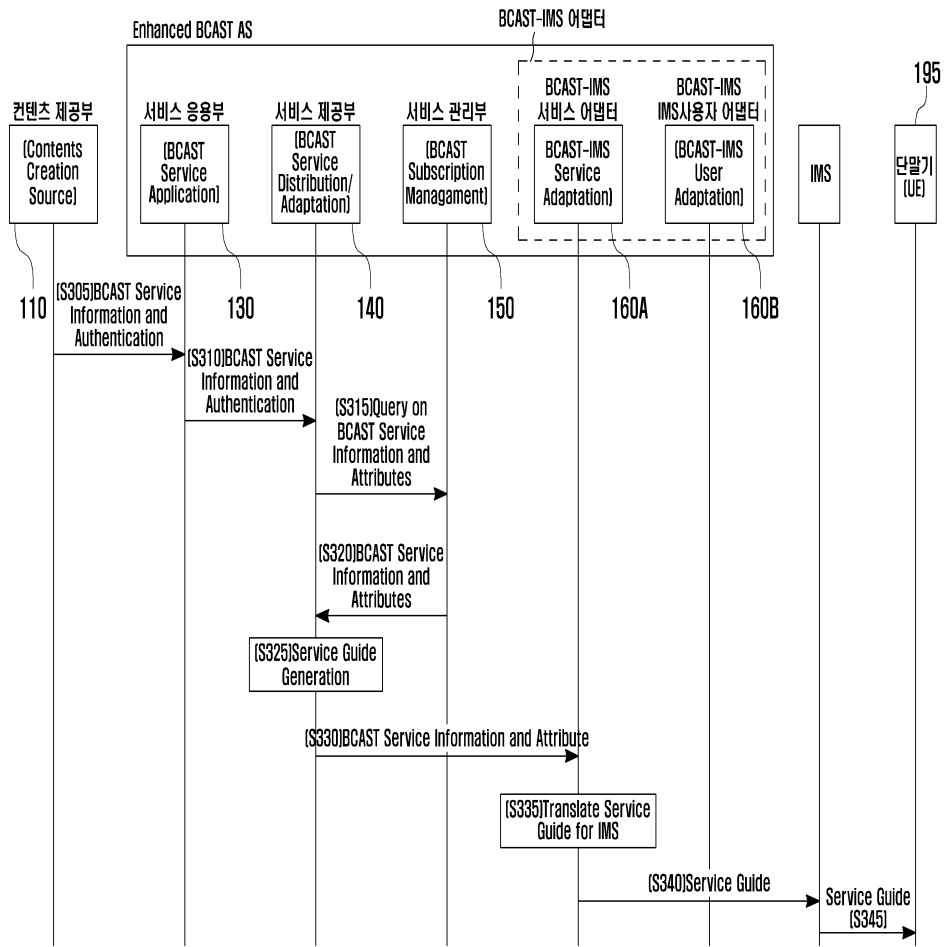 BCAST-IMS 어댑터
Enhanced BCAST AS
195
컨텐츠 제공부
서비스 응용부
서비스 제공부
서비스 관리부
BCAST-IMS
서비스 어댑터
BCAST-IMS
IMS사용자 어댑터
(Contents
Creation
Source)
(BCAST
Service
Application)
(BCAST
Service
Distribution/
Adaptation)
(BCAST
Subscription
Managament)
BCAST-IMS
Service
Adaptation)
(BCAST-IMS
User
Adaptation)
IMS
단말기
(UE)
110
130
140
150
160A
160B
(S305)BCAST Service
Information and
Authentication
(S310)BCAST Service
Information and
Authentication
(S315)Query on
BCAST Service
Information and
Attributes
(S320)BCAST Service
Information and
Attributes
(S325)Service Guide
Generation
(S330)BCAST Service Information and Attribute
(S335)Translate Service
Guide for IMS
(S340)Service Guide
Service Guide
(S345)